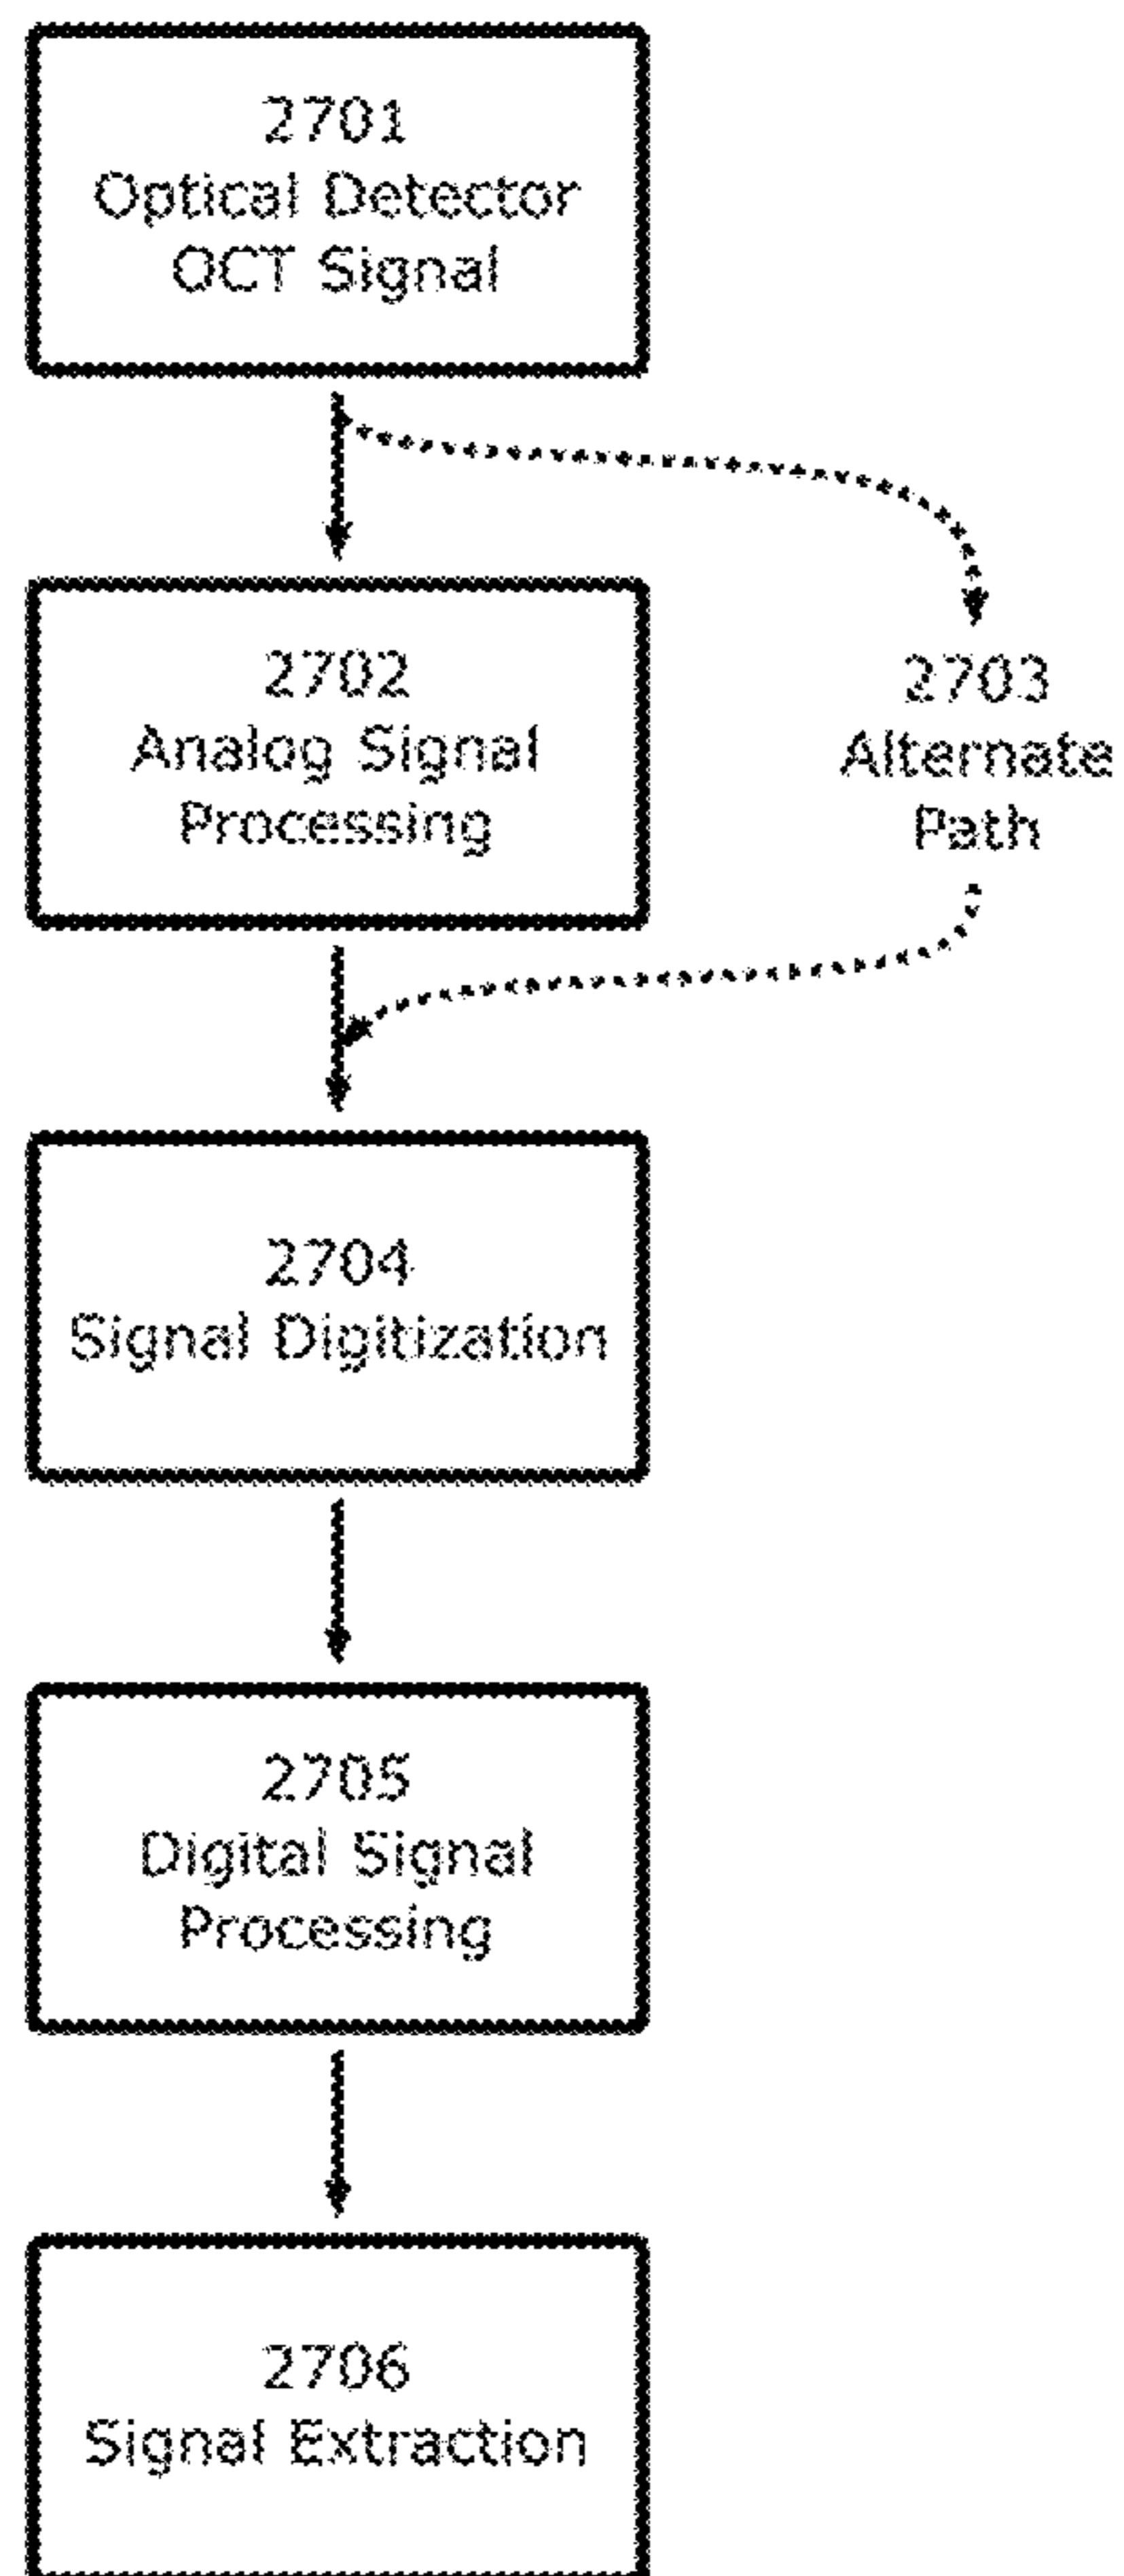 2701
Optical Detector
OCT Signal
2702
Analog Signal
Processing
2703
Alternate
Path
2704
Signal Digitization
2705
Digital Signal
Processing
2706
Signal Extraction